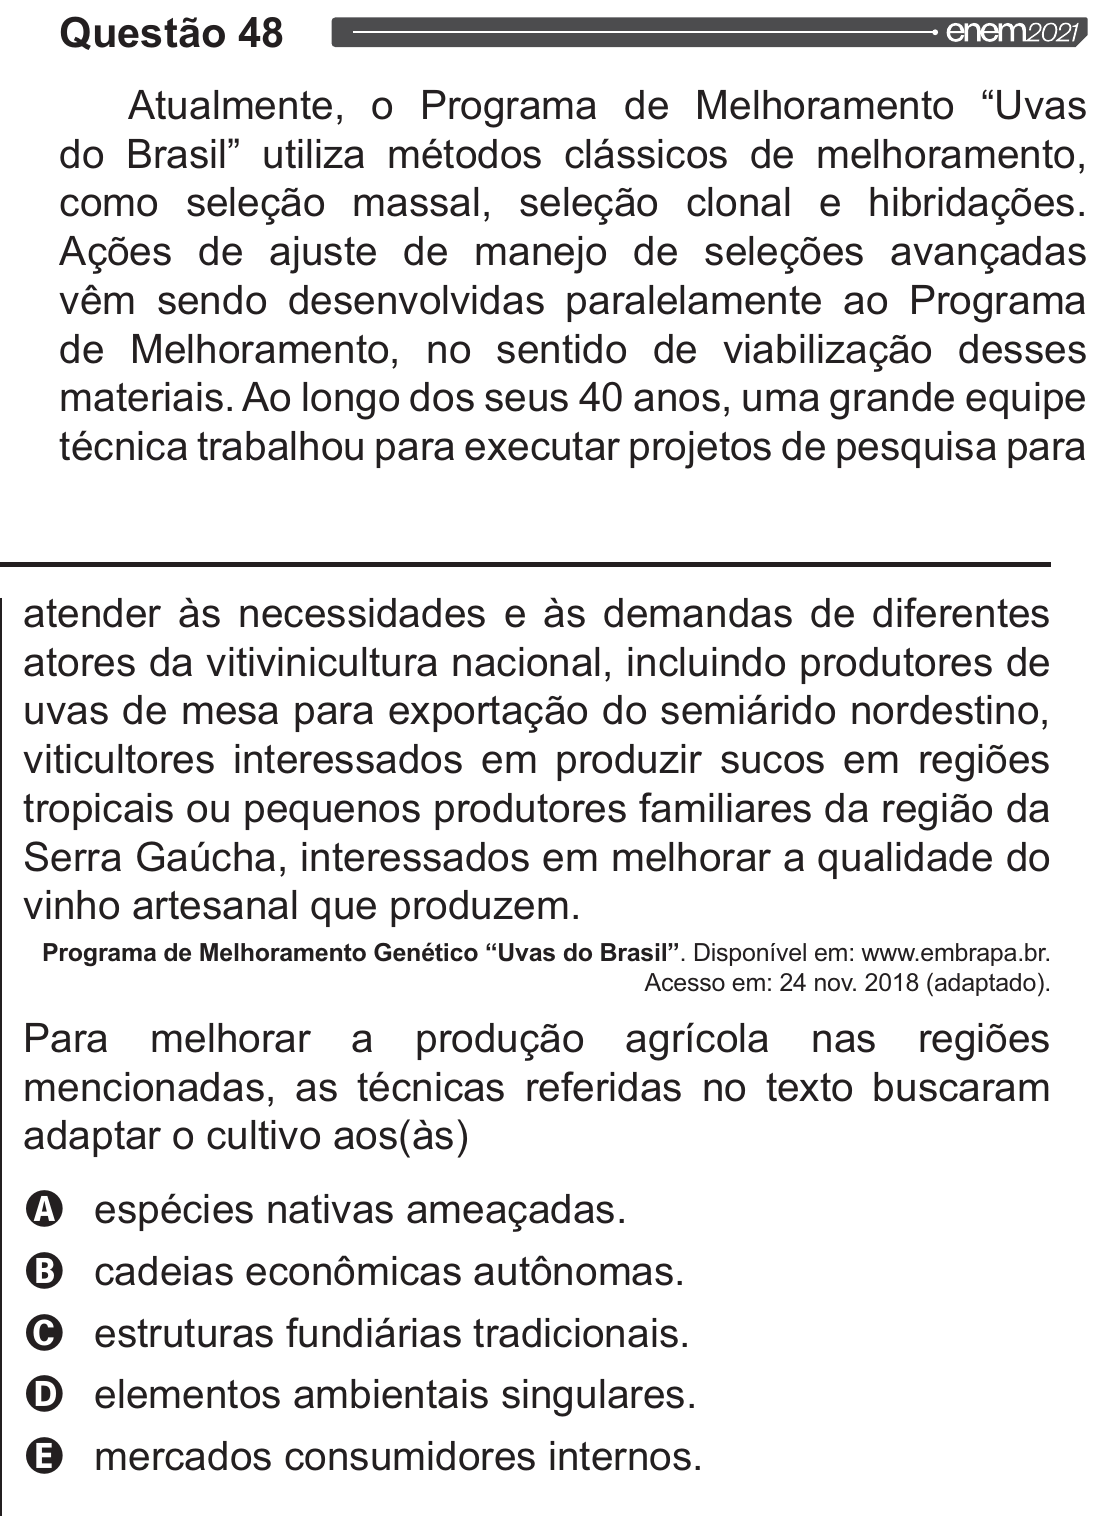 Questão 48
enem2021
Atualmente, o Programa de Melhoramento “Uvas
do Brasil” utiliza métodos clássicos de melhoramento,
como seleção massal, seleção clonal e hibridações.
Ações de ajuste de manejo de seleções avançadas
vêm sendo desenvolvidas paralelamente ao Programa
de Melhoramento, no sentido de viabilização desses
materiais. Ao longo dos seus 40 anos, uma grande equipe
técnica trabalhou para executar projetos de pesquisa para
atender às necessidades e às demandas de diferentes
atores da vitivinicultura nacional, incluindo produtores de
uvas de mesa para exportação do semiárido nordestino,
viticultores interessados em produzir sucos em regiões
tropicais ou pequenos produtores familiares da região da
Serra Gaúcha, interessados em melhorar a qualidade do
vinho artesanal que produzem.
Programa de Melhoramento Genético “Uvas do Brasil”. Disponível em: www.embrapa.br.
Acesso em: 24 nov. 2018 (adaptado).
Para melhorar a produção agrícola nas regiões
mencionadas, as técnicas referidas no texto buscaram
adaptar o cultivo aos(às)
A espécies nativas ameaçadas.
B cadeias econômicas autônomas.
C estruturas fundiárias tradicionais.
D elementos ambientais singulares.
E mercados consumidores internos.